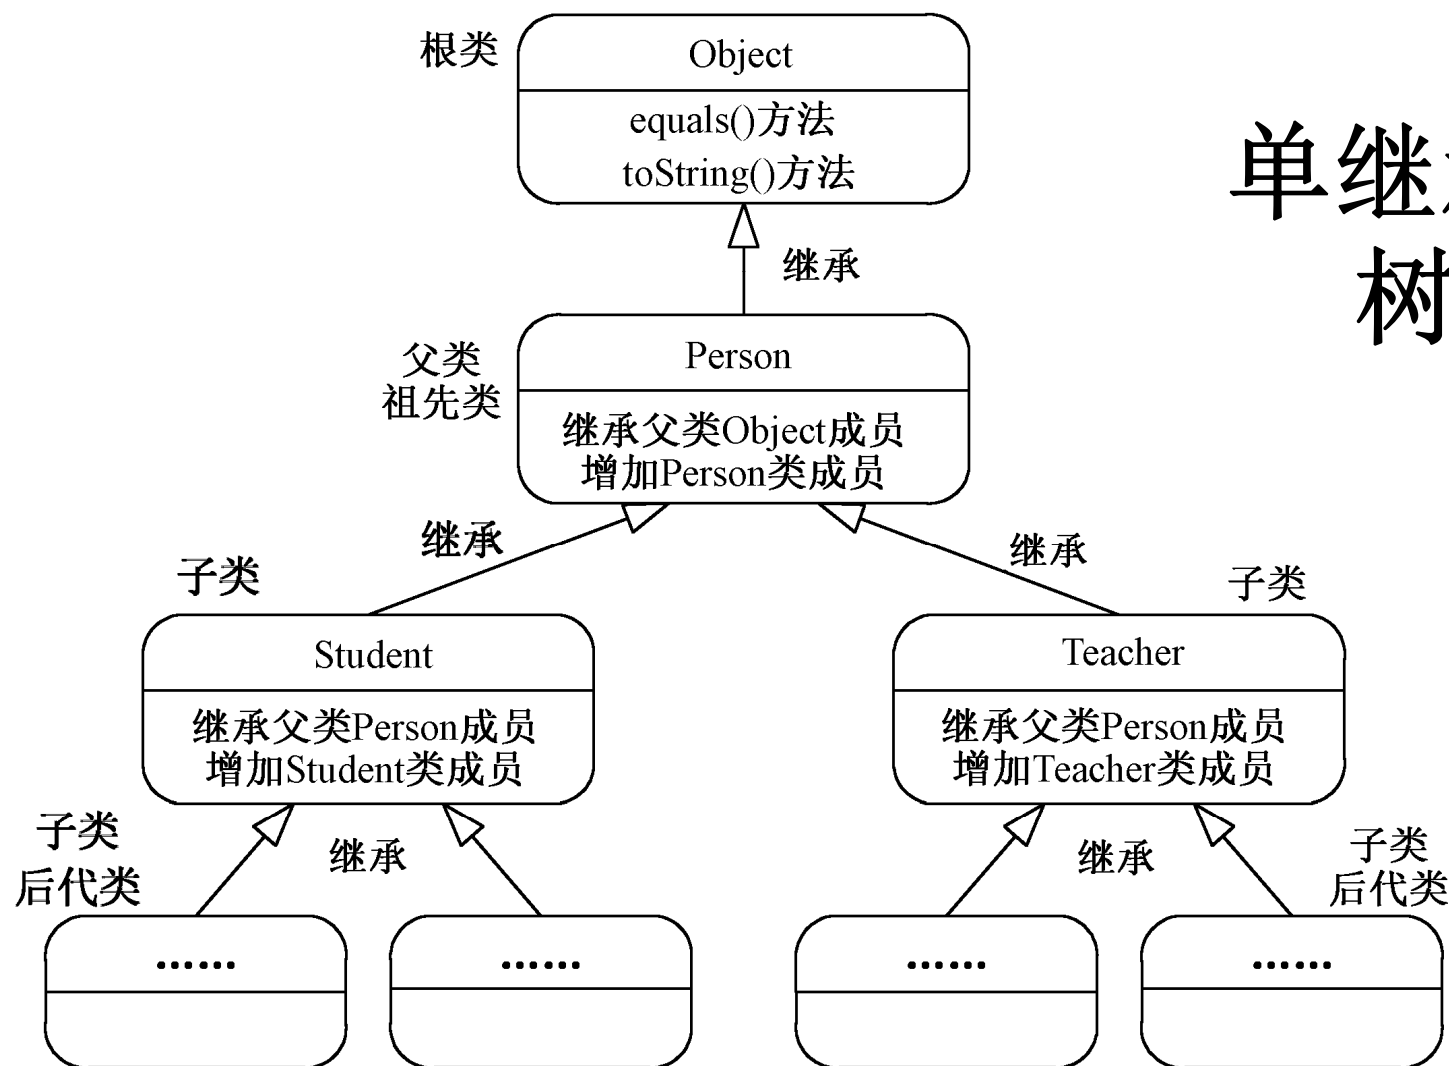 根类
Object
equals()方法
toString()方法
单继
树
继承
父类
祖先类
Person
继承父类Object成员
增加Person类成员
继承
继承
子类
子类
Student
继承父类Person成员
增加Student类成员
Teacher
继承父类Person成员
增加Teacher类成员
子类
后代类
继承
继承
子类
后代类
……
……
……
……